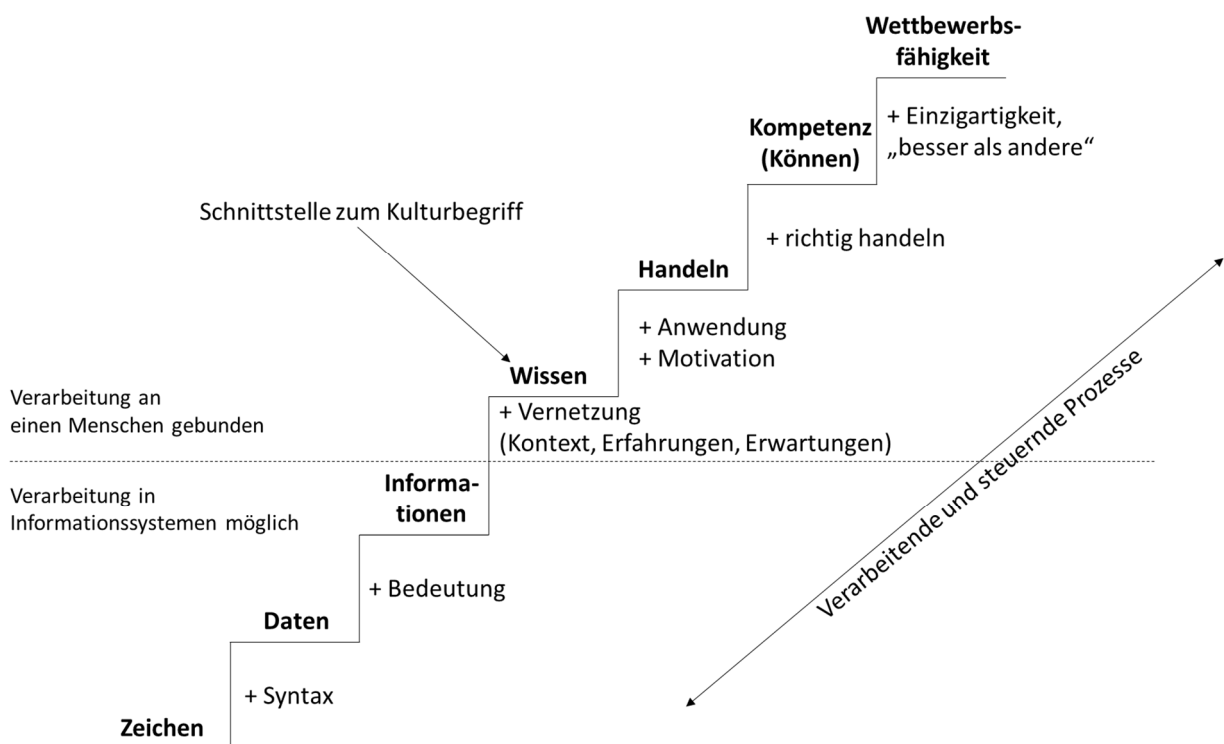 Wettbewerbs-
fähigkeit
+ Einzigartigkeit,
„besser als andere“
Kompetenz
(Können)
+ richtig handeln
Schnittstelle zum Kulturbegriff
Handeln
+ Anwendung
+ Motivation
Wissen
+ Vernetzung
(Kontext, Erfahrungen, Erwartungen)
Verarbeitung an
einen Menschen gebunden
Verarbeitung in
Informationssystemen möglich
Informa-
tionen
+ Bedeutung
Daten
+ Syntax
Zeichen
Verarbeitende und steuernde Prozesse